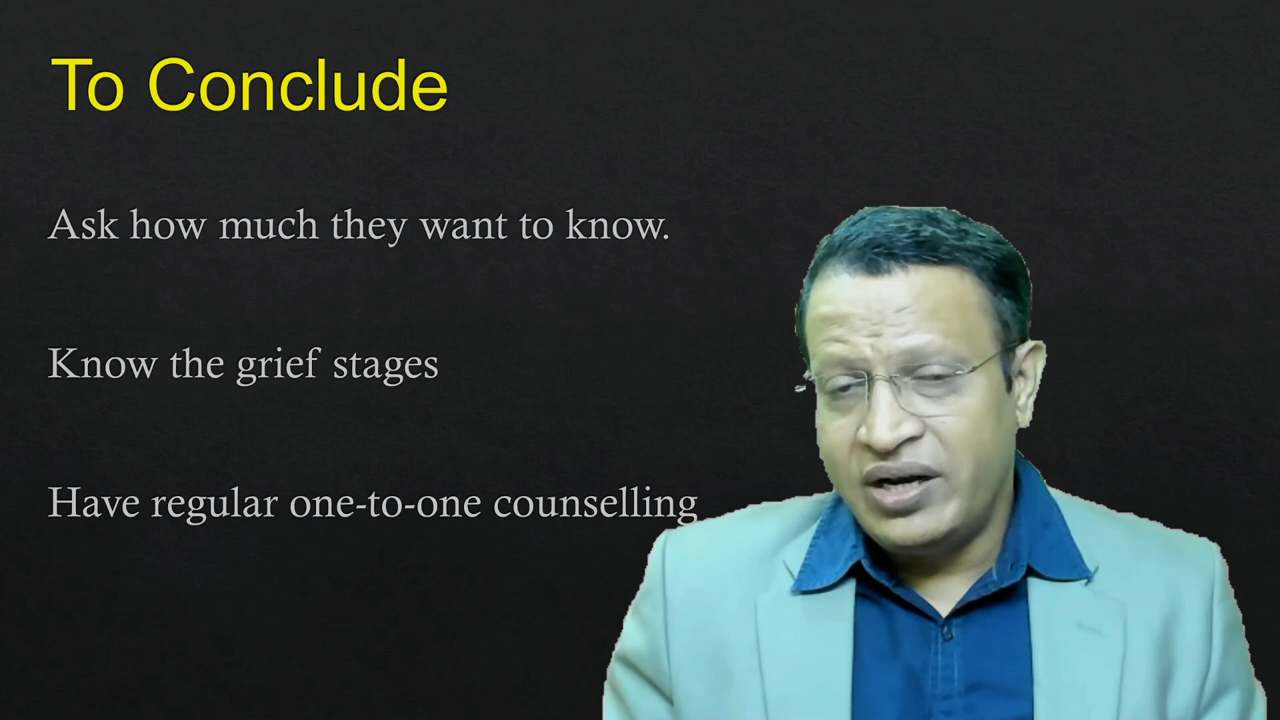 To Conclude
Ask how much they want to know.
Know the grief stages
Have regular one-to-one counselling